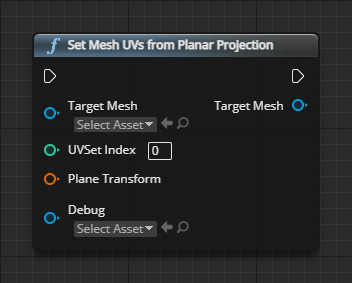 f Set Mesh UVs from Planar Projection
Target Mesh Target Mesh
Select Asset
UVSet Index 0
Plane Transform
Debug
Select Asset